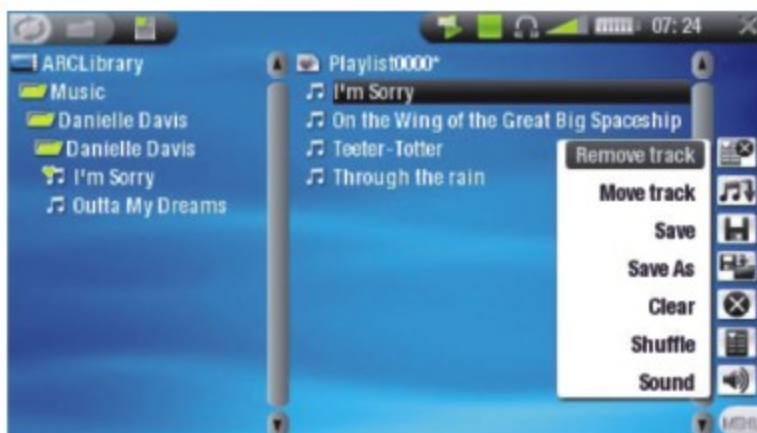 07:24
ARCLibrary
Music
Danielle Davis
Danielle Davis
I'm Sorry
Outta My Dreams
Playlist0000*
I'm Sorry
On the Wing of the Great Big Spaceship
Teeter-Totter
Through the rain
Remove track
Move track
Save
Save As
Clear
Shuffle
Sound
MENU